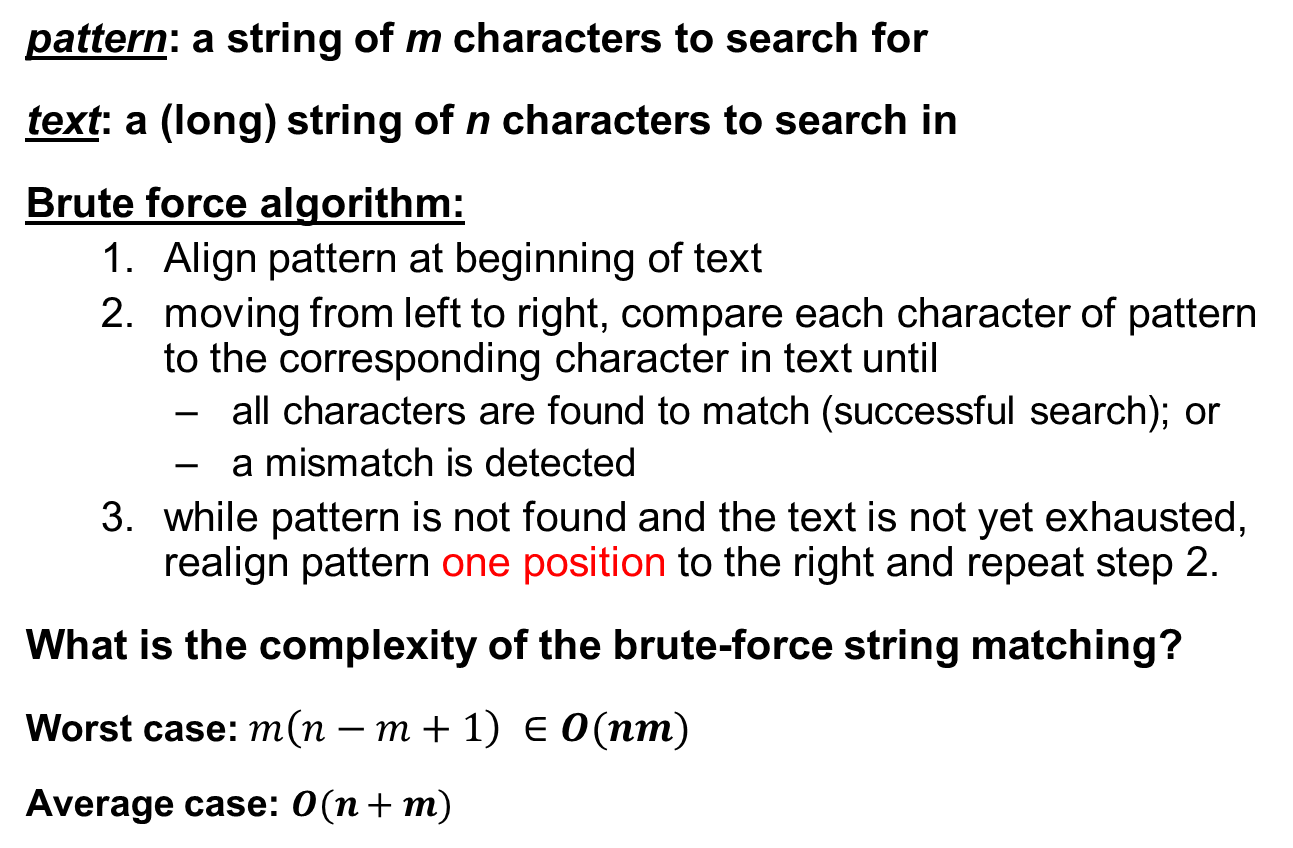 pattern: a string of m characters to search for
text: a (long) string of n characters to search in
Brute force algorithm:
1. Align pattern at beginning of text
2. moving from left to right, compare each character of pattern
to the corresponding character in text until
– all characters are found to match (successful search); or
– a mismatch is detected
3. while pattern is not found and the text is not yet exhausted,
realign pattern one position to the right and repeat step 2.
What is the complexity of the brute-force string matching?
Worst case: m(n − m + 1) ∈ O(nm)
Average case: O(n + m)